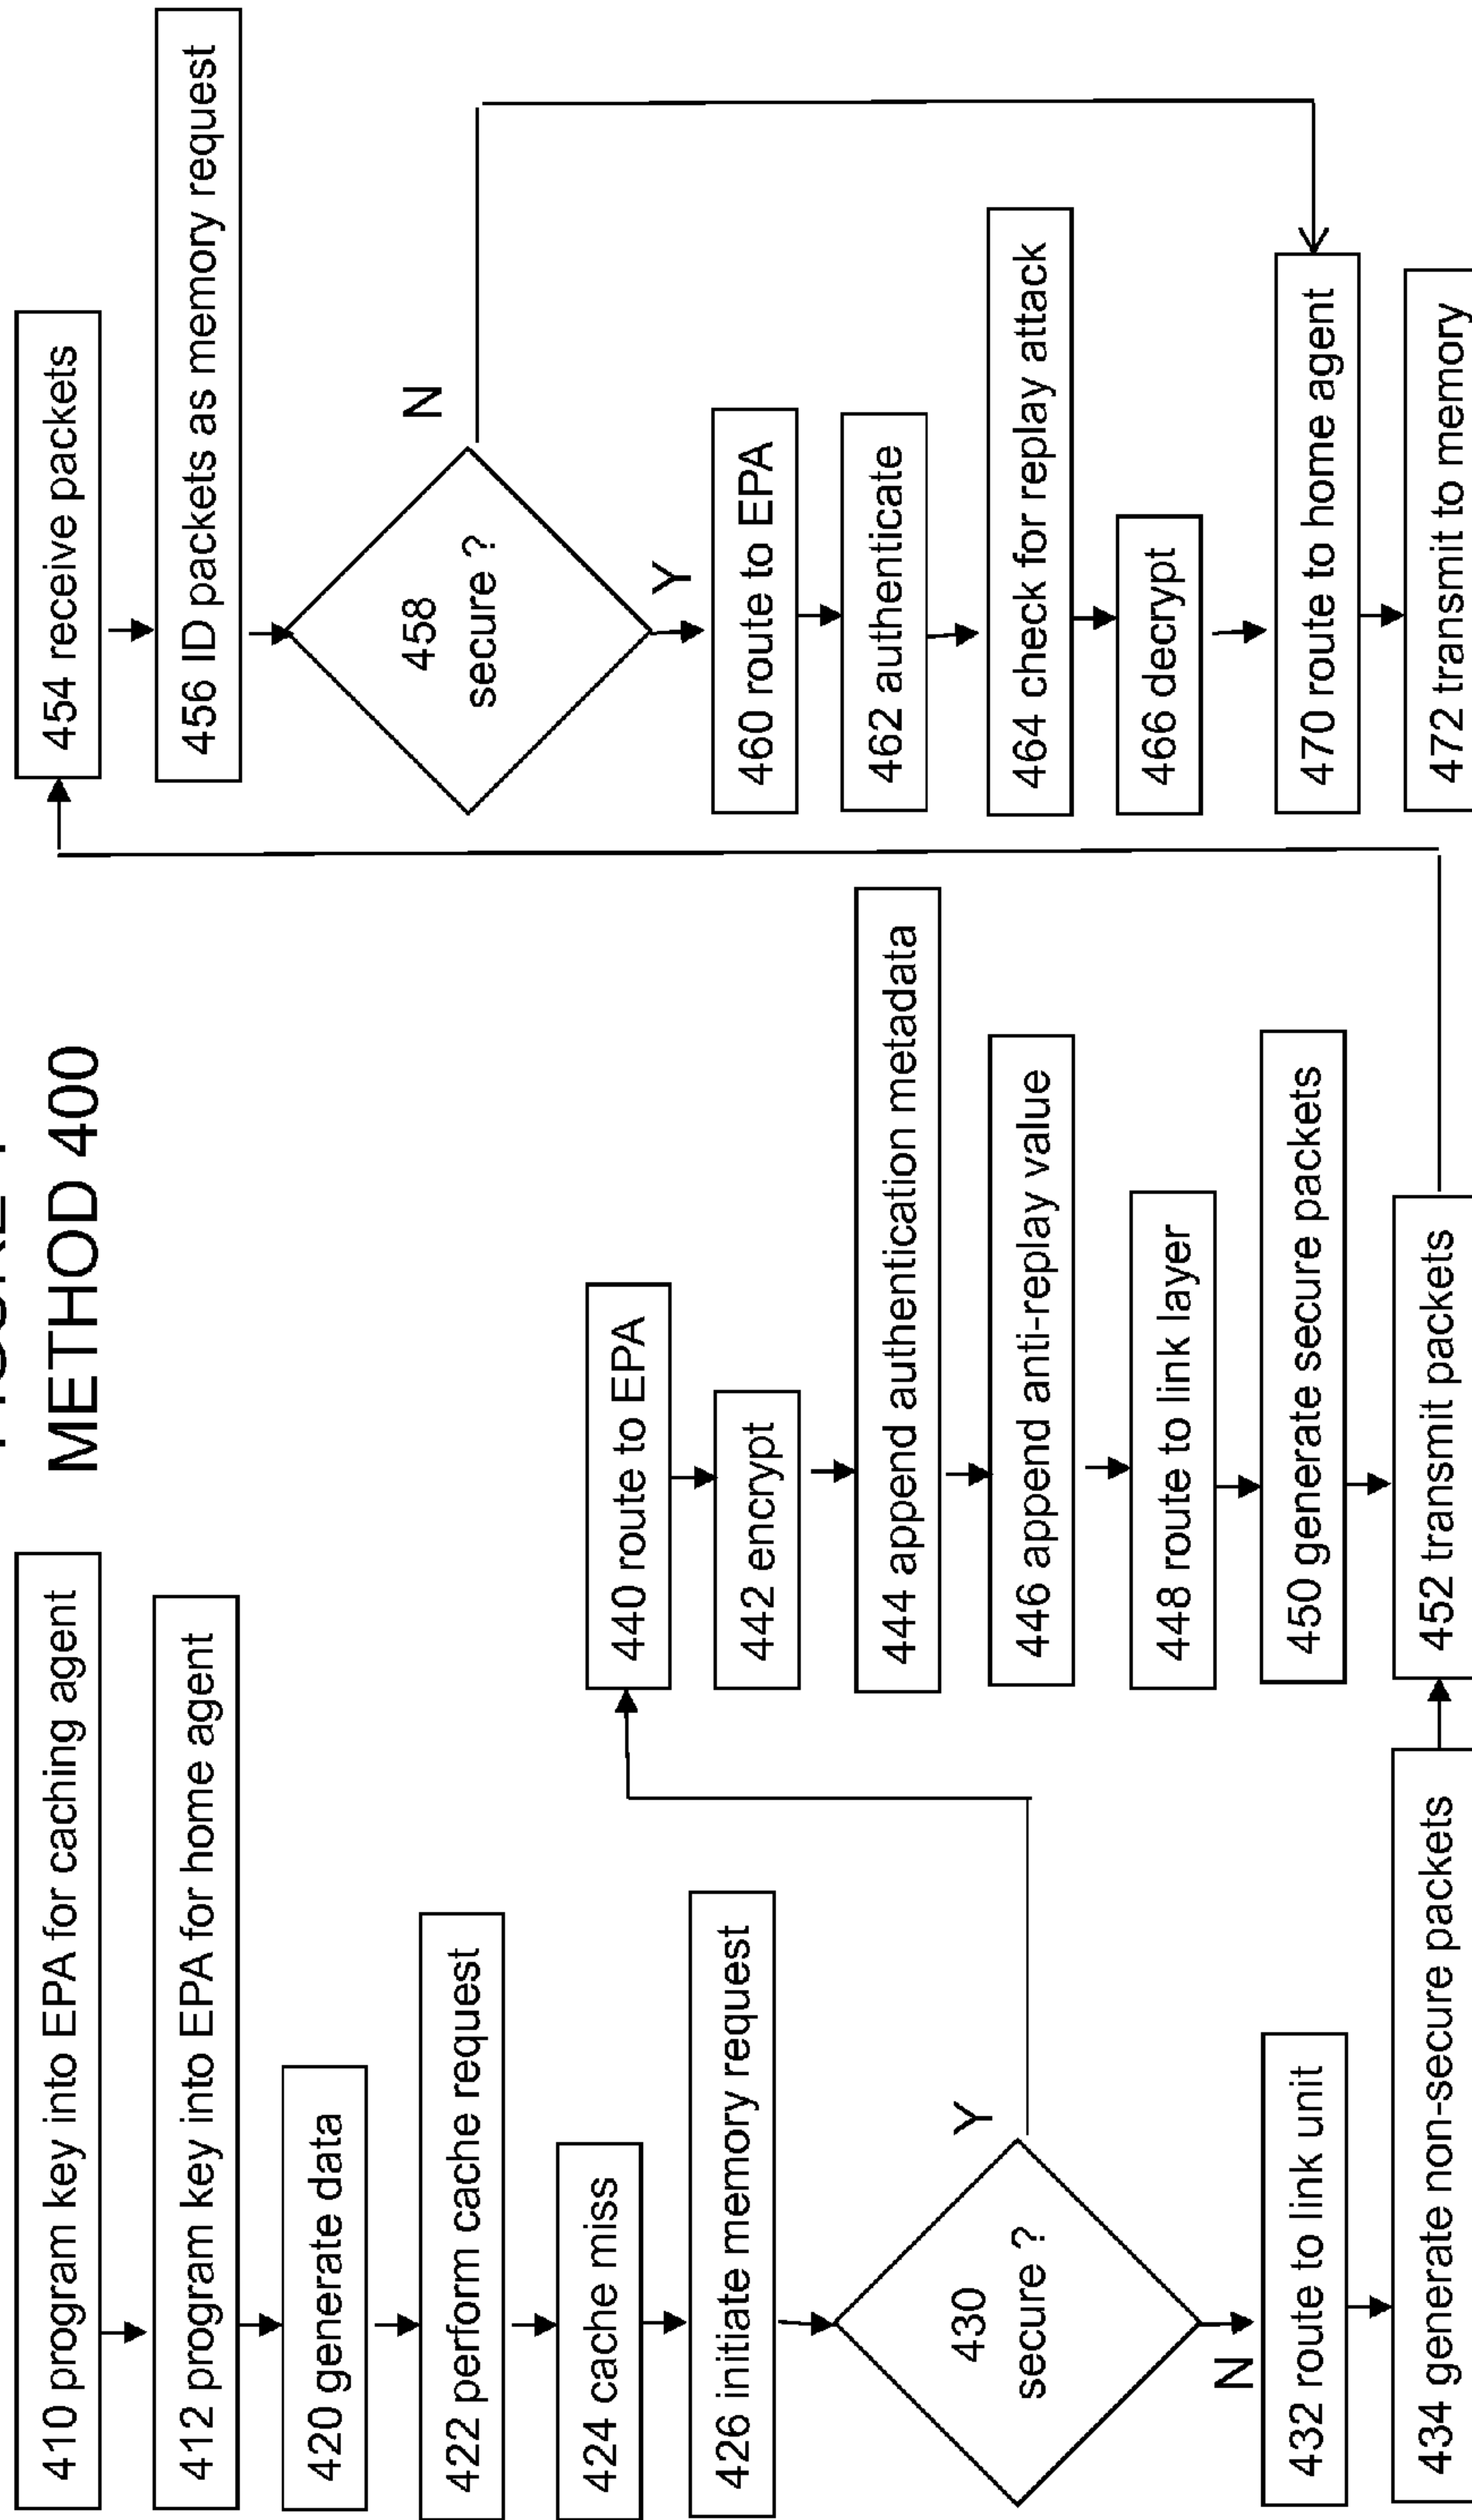 METHOD 400
410 program key into EPA for caching agent
412 program key into EPA for home agent
420 generate data
422 perform cache request
424 cache miss
426 initiate memory request
430
secure ?
Y
N
432 route to link unit
434 generate non-secure packets
440 route to EPA
442 encrypt
444 append authentication metadata
446 append anti-replay value
448 route to link layer
450 generate secure packets
452 transmit packets
454 receive packets
456 ID packets as memory request
458
secure ?
N
Y
460 route to EPA
462 authenticate
464 check for replay attack
466 decrypt
470 route to home agent
472 transmit to memory